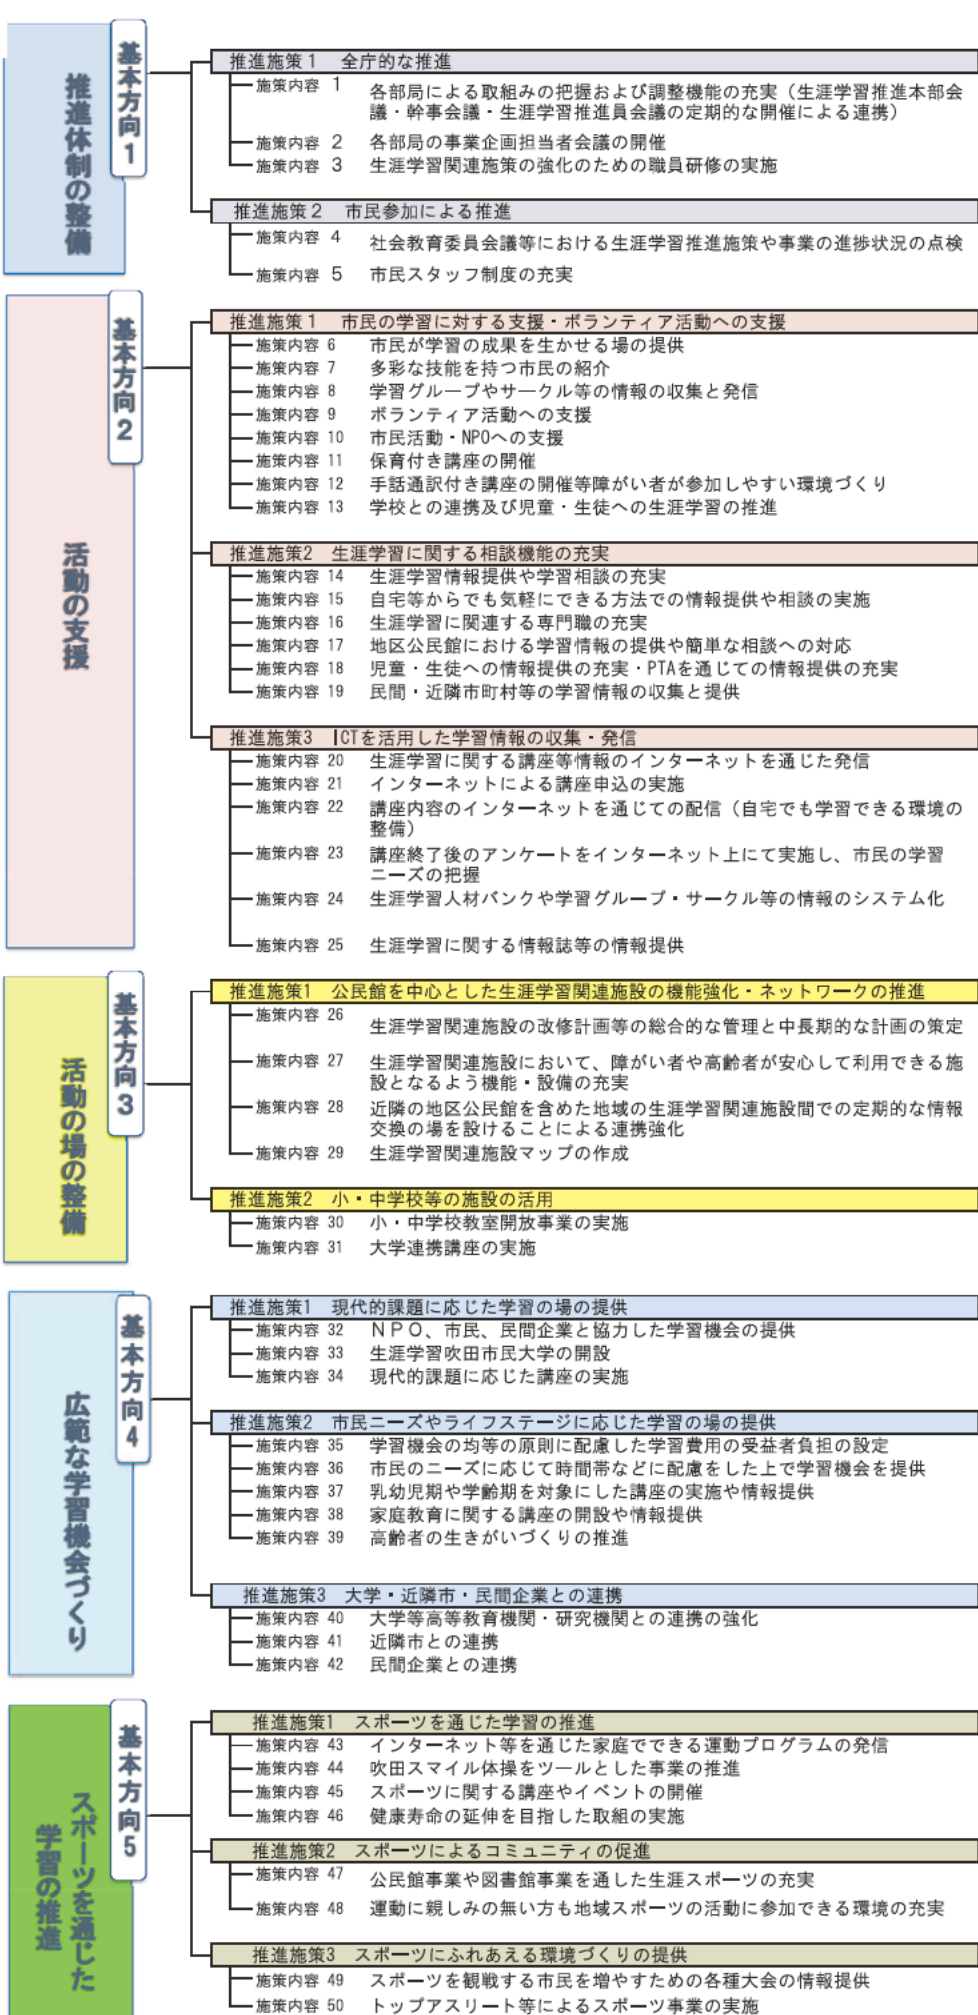 基本方向1
推進体制の整備
推進施策1 全庁的な推進
施策内容 1 各部局による取組みの把握および調整機能の充実（生涯学習推進本部会
議・幹事会議・生涯学習推進員会議の定期的な開催による連携）
施策内容 2 各部局の事業企画担当者会議の開催
施策内容 3 生涯学習関連施策の強化のための職員研修の実施
推進施策2 市民参加による推進
施策内容 4 社会教育委員会議等における生涯学習推進施策や事業の進捗状況の点検
施策内容 5 市民スタッフ制度の充実
基本方向2
活動の支援
推進施策1 市民の学習に対する支援・ボランティア活動への支援
施策内容 6 市民が学習の成果を生かせる場の提供
施策内容 7 多彩な技能を持つ市民の紹介
施策内容 8 学習グループやサークル等の情報の収集と発信
施策内容 9 ボランティア活動への支援
施策内容 10 市民活動・NPOへの支援
施策内容 11 保育付き講座の開催
施策内容 12 手話通訳付き講座の開催等障がい者が参加しやすい環境づくり
施策内容 13 学校との連携及び児童・生徒への生涯学習の推進
推進施策2 生涯学習に関する相談機能の充実
施策内容 14 生涯学習情報提供や学習相談の充実
施策内容 15 自宅等からでも気軽にできる方法での情報提供や相談の実施
施策内容 16 生涯学習に関連する専門職の充実
施策内容 17 地区公民館における学習情報の提供や簡単な相談への対応
施策内容 18 児童・生徒への情報提供の充実・PTAを通じての情報提供の充実
施策内容 19 民間・近隣市町村等の学習情報の収集と提供
推進施策3 ICTを活用した学習情報の収集・発信
施策内容 20 生涯学習に関する講座等情報のインターネットを通じた発信
施策内容 21 インターネットによる講座申込の実施
施策内容 22 講座内容のインターネットを通じての配信（自宅でも学習できる環境の
整備）
施策内容 23 講座終了後のアンケートをインターネット上にて実施し、市民の学習
ニーズの把握
施策内容 24 生涯学習人材バンクや学習グループ・サークル等の情報のシステム化
施策内容 25 生涯学習に関する情報誌等の情報提供
基本方向3
活動の場の整備
推進施策1 公民館を中心とした生涯学習関連施設の機能強化・ネットワークの推進
施策内容 26 生涯学習関連施設の改修計画等の総合的な管理と中長期的な計画の策定
施策内容 27 生涯学習関連施設において、障がい者や高齢者が安心して利用できる施
設となるよう機能・設備の充実
施策内容 28 近隣の地区公民館を含めた地域の生涯学習関連施設間での定期的な情報
交換の場を設けることによる連携強化
施策内容 29 生涯学習関連施設マップの作成
推進施策2 小・中学校等の施設の活用
施策内容 30 小・中学校教室開放事業の実施
施策内容 31 大学連携講座の実施
基本方向4
広範な学習機会づくり
推進施策1 現代的課題に応じた学習の場の提供
施策内容 32 ＮＰＯ、市民、民間企業と協力した学習機会の提供
施策内容 33 生涯学習吹田市民大学の開設
施策内容 34 現代的課題に応じた講座の実施
推進施策2 市民ニーズやライフステージに応じた学習の場の提供
施策内容 35 学習機会の均等の原則に配慮した学習費用の受益者負担の設定
施策内容 36 市民のニーズに応じて時間帯などに配慮をした上で学習機会を提供
施策内容 37 乳幼児期や学齢期を対象にした講座の実施や情報提供
施策内容 38 家庭教育に関する講座の開設や情報提供
施策内容 39 高齢者の生きがいづくりの推進
推進施策3 大学・近隣市・民間企業との連携
施策内容 40 大学等高等教育機関・研究機関との連携の強化
施策内容 41 近隣市との連携
施策内容 42 民間企業との連携
基本方向5
スポーツを通じた
学習の推進
推進施策1 スポーツを通じた学習の推進
施策内容 43 インターネット等を通じた家庭でできる運動プログラムの発信
施策内容 44 吹田スマイル体操をツールとした事業の推進
施策内容 45 スポーツに関する講座やイベントの開催
施策内容 46 健康寿命の延伸を目指した取組の実施
推進施策2 スポーツによるコミュニティの促進
施策内容 47 公民館事業や図書館事業を通した生涯スポーツの充実
施策内容 48 運動に親しみの無い方も地域スポーツの活動に参加できる環境の充実
推進施策3 スポーツにふれあえる環境づくりの提供
施策内容 49 スポーツを観戦する市民を増やすための各種大会の情報提供
施策内容 50 トップアスリート等によるスポーツ事業の実施